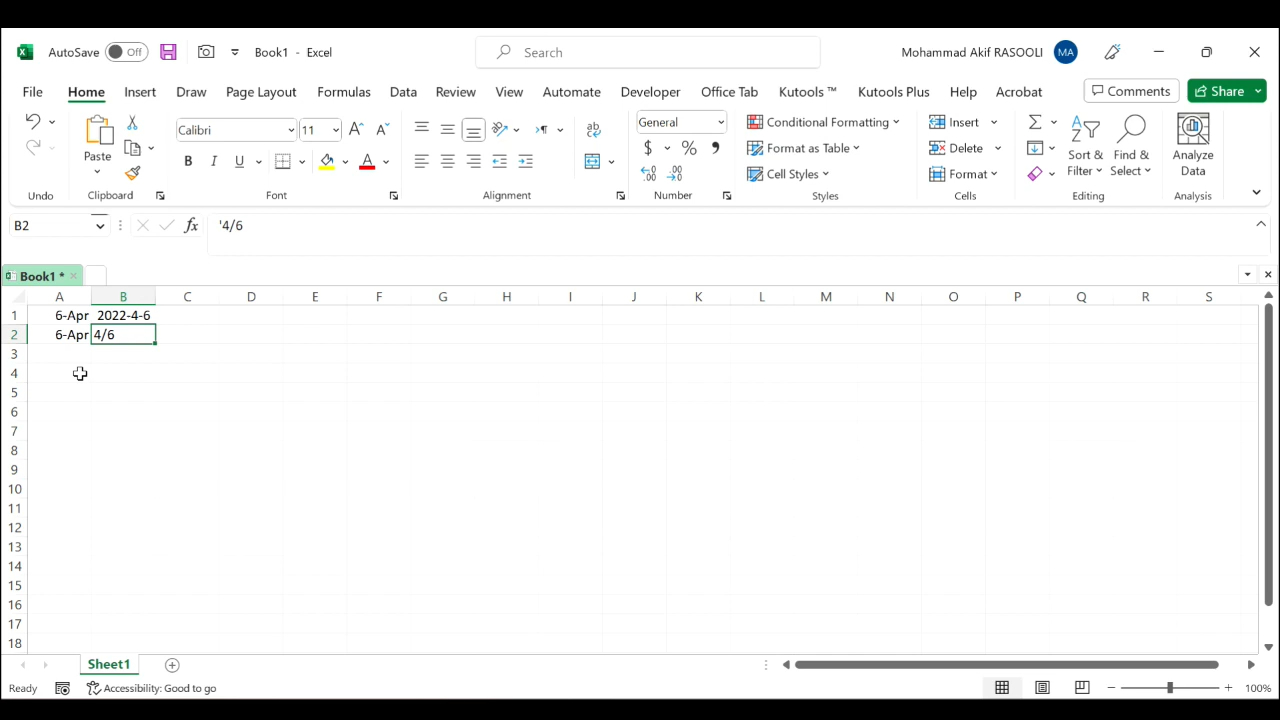 AutoSave Off Book1 - Excel Search Mohammad Akif RASOOLI MA
File Home Insert Draw Page Layout Formulas Data Review View Automate Developer Office Tab Kutools ™ Kutools Plus Help Acrobat Comments Share
Calibri 11 General Conditional Formatting Insert
Paste Format as Table Delete Sort & Filter Find & Select Analyze Data
B I U $ % Cell Styles Format
Undo Clipboard Font Alignment Number Styles Cells Editing Analysis
B2 fx '4/6
Book1 *
A B C D E F G H I J K L M N O P Q R S
1 6-Apr 2022-4-6
2 6-Apr 4/6
3
4
5
6
7
8
9
10
11
12
13
14
15
16
17
18
Sheet1
Ready Accessibility: Good to go 100%